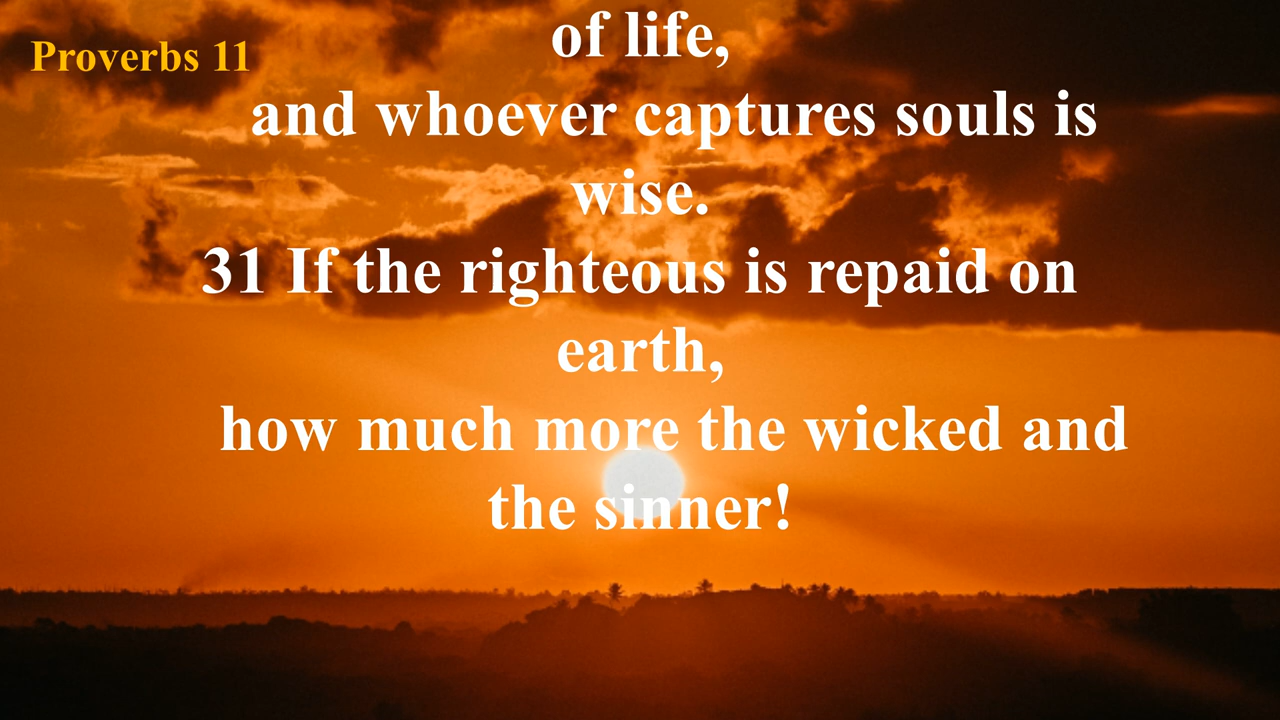 Proverbs 11
of life,
and whoever captures souls is
wise.
31 If the righteous is repaid on
earth,
how much more the wicked and
the sinner!